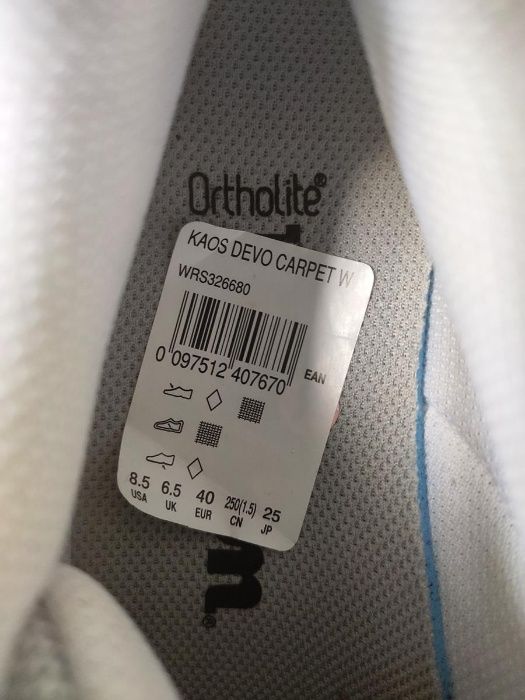 Ortholite®
KAOS DEVO CARPET W
WRS326680
0 097512 407670
EAN
8.5 6.5 40 250(1.5) 25
USA UK EUR CN JP
m®